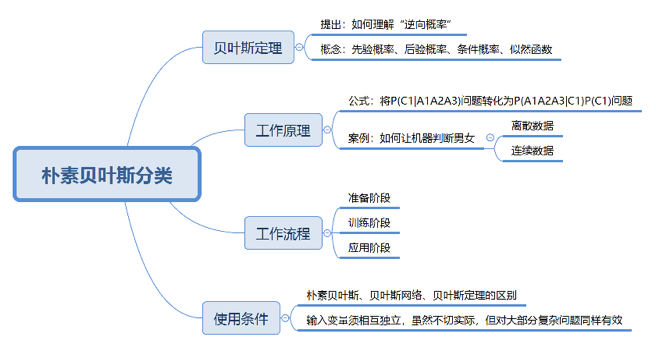 朴素贝叶斯分类
贝叶斯定理
提出：如何理解“逆向概率”
概念：先验概率、后验概率、条件概率、似然函数
工作原理
公式：将P(C1|A1A2A3)问题转化为P(A1A2A3|C1)P(C1)问题
案例：如何让机器判断男女
离散数据
连续数据
工作流程
准备阶段
训练阶段
应用阶段
使用条件
朴素贝叶斯、贝叶斯网络、贝叶斯定理的区别
输入变量须相互独立，虽然不切实际，但对大部分复杂问题同样有效